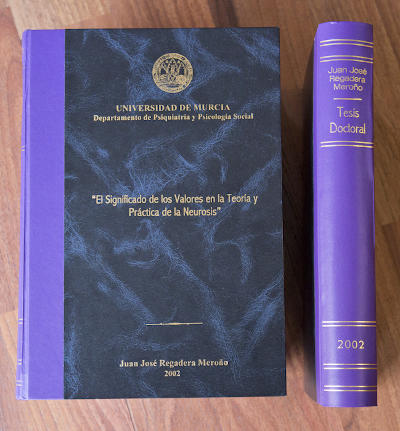 UNIVERSIDAD DE MURCIA
Departamento de Psiquiatría y Psicología Social
"El Significado de los Valores en la Teoría y
Práctica de la Neurosis"
Juan José Regadera Meroño
2002
Juan José
Regadera
Meroño
Tesis
Doctoral
2002